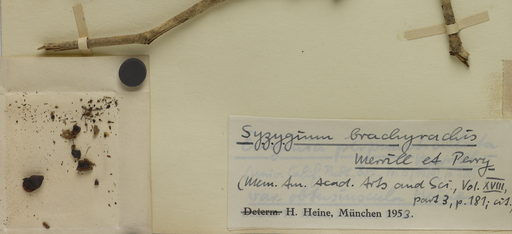 Syzygium brachyrachis
Merrill et Perry
(Mem. Am. Acad. Arts and Sci., Vol. XVIII,
part 3, p. 181; cit.
Determ. H. Heine, München 1953.